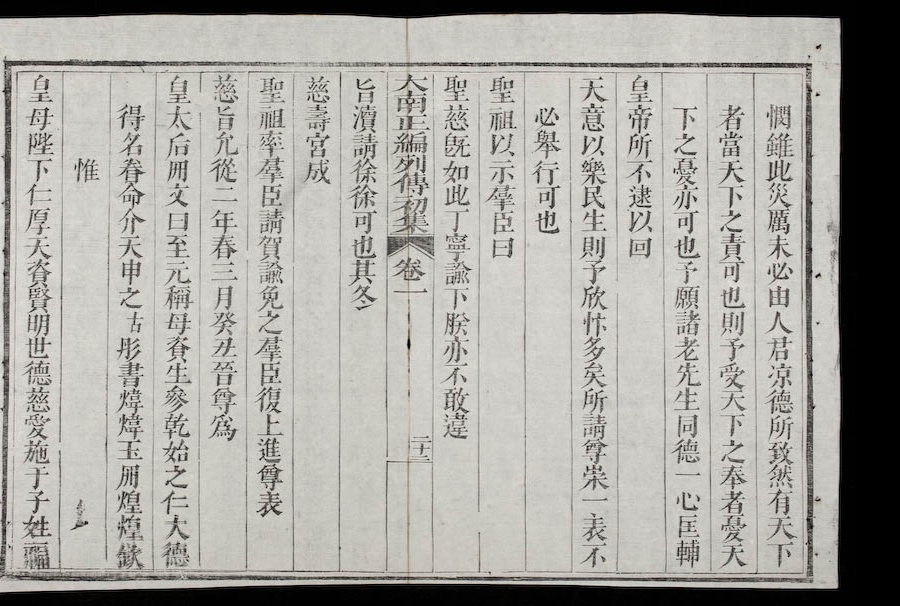 憫雖此災厲未必由人君凉德所致然有天下
者當天下之責可也則予受天下之奉者憂天
下之憂亦可也予願諸老先生同德一心匡輔
皇帝所不逮以回
天意以樂民生則予欣忭多矣所請尊崇一表不
必舉行可也
聖祖以示羣臣曰
聖慈旣如此丁寧諭下朕亦不敢違
大南正編列傳初集 卷一 二十二
旨瀆請徐徐可也其冬
慈壽宮成
聖祖率羣臣請賀諭免之羣臣復上進尊表
慈旨允從二年春三月癸丑晉尊爲
皇太后冊文曰至元稱母資生參乾始之仁大德
得名眷命介天申之古彤書煒煒玉冊煌煌欽
惟
皇母陛下仁厚天資賢明世德慈愛施于子姓